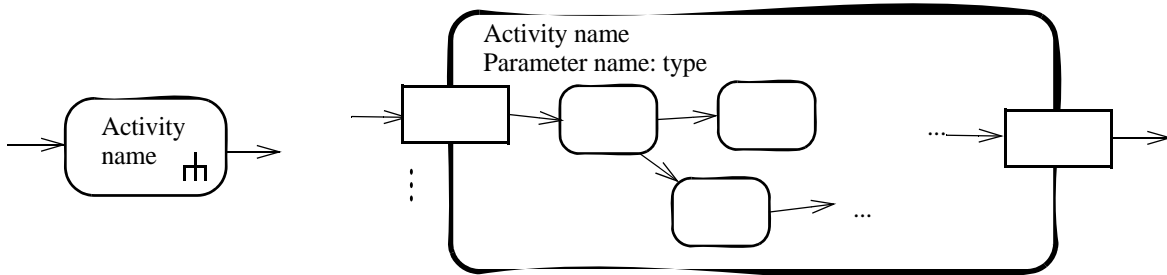 Activity
name
Activity name
Parameter name: type
...
...